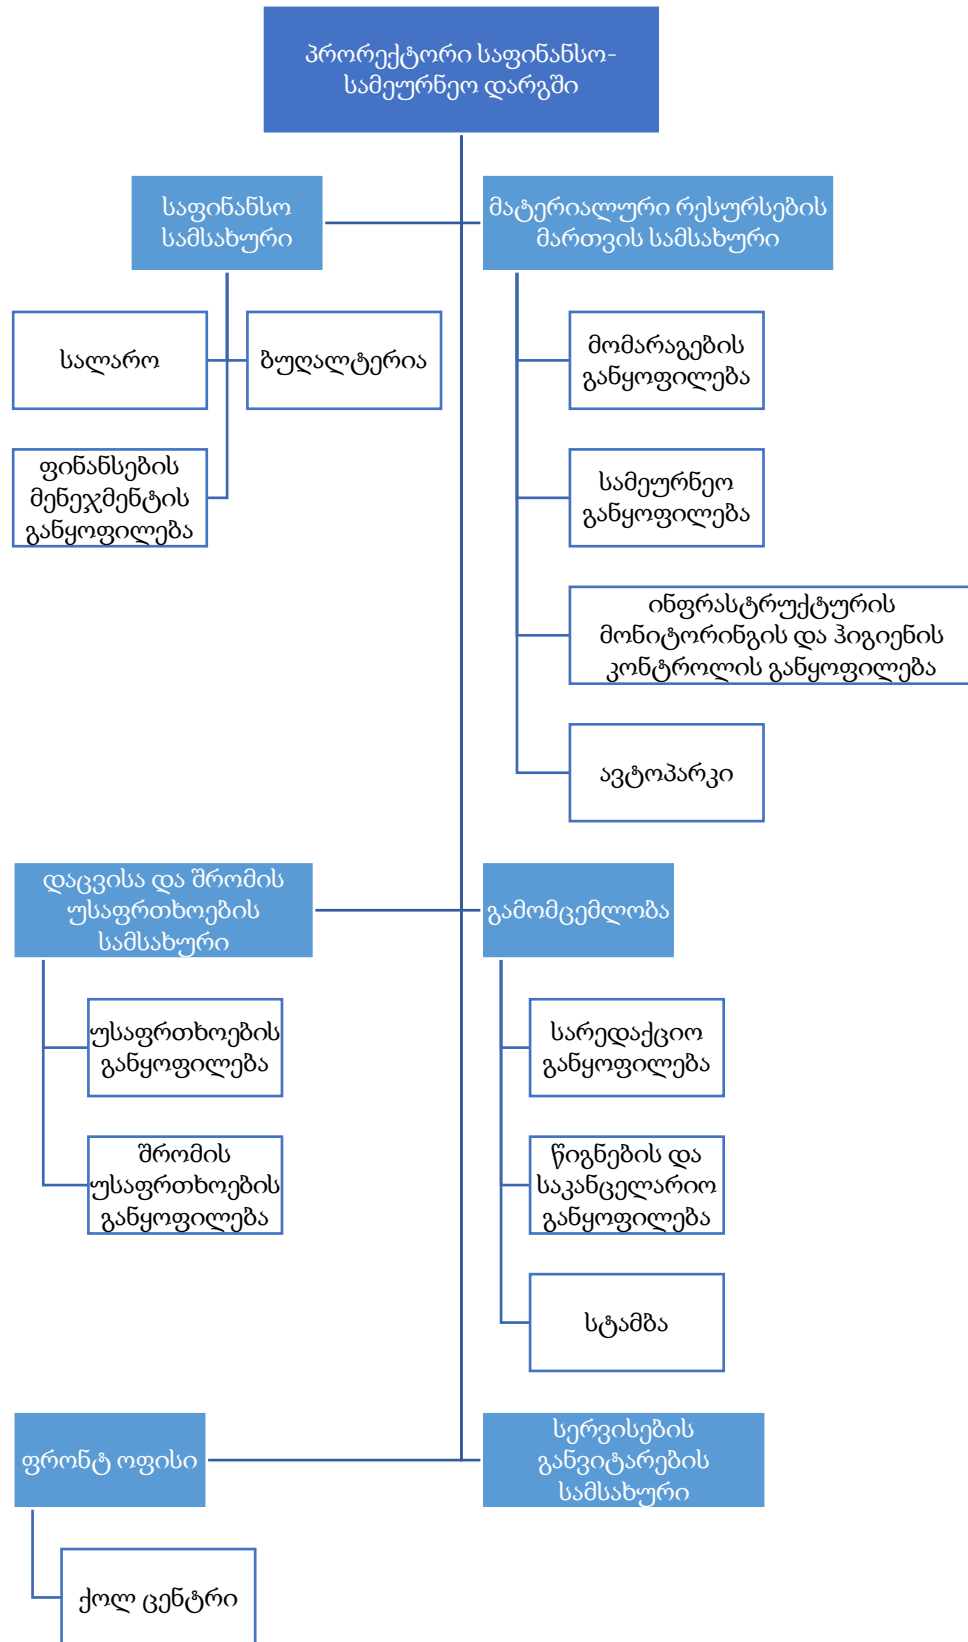 პრორექტორი საფინანსო-
სამეურნეო დარგში
საფინანსო
სამსახური
მატერიალური რესურსების
მართვის სამსახური
სალარო
ბუღალტერია
ფინანსების
მენეჯმენტის
განყოფილება
მომარაგების
განყოფილება
სამეურნეო
განყოფილება
ინფრასტრუქტურის
მონიტორინგის და ჰიგიენის
კონტროლის განყოფილება
ავტოპარკი
დაცვისა და შრომის
უსაფრთხოების
სამსახური
გამომცემლობა
უსაფრთხოების
განყოფილება
შრომის
უსაფრთხოების
განყოფილება
სარედაქციო
განყოფილება
წიგნების და
საკანცელარიო
განყოფილება
სტამბა
ფრონტ ოფისი
სერვისების
განვიტარების
სამსახური
ქოლ ცენტრი